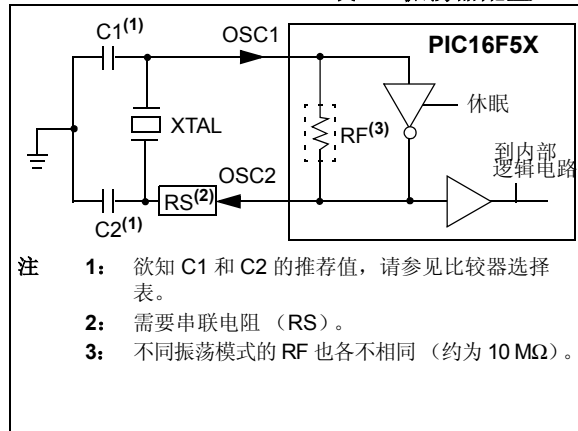 C1(1)
OSC1
PIC16F5X
休眠
XTAL
RF(3)
到内部
逻辑电路
OSC2
RS(2)
C2(1)
注 1： 欲知 C1 和 C2 的推荐值，请参见比较器选择
表。
2： 需要串联电阻 （RS）。
3： 不同振荡模式的 RF 也各不相同 （约为 10 MΩ）。